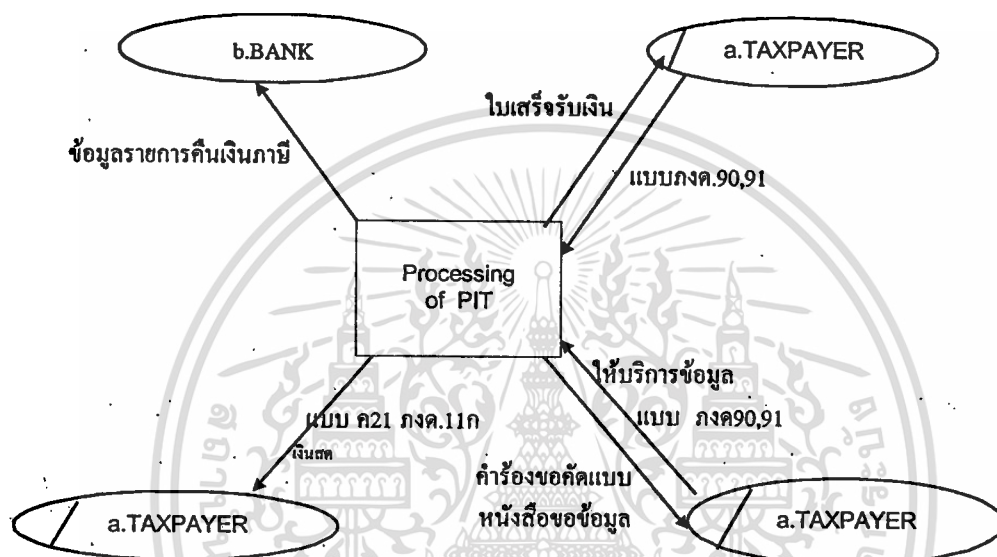 b.BANK
a.TAXPAYER
ใบเสร็จรับเงิน
ข้อมูลรายการคืนเงินภาษี
แบบภงด.90,91
Processing
of PIT
ให้บริการข้อมูล
แบบ ค21 ภงด.11ก
แบบ ภงด90,91
เงินสด
คำร้องขอคัดแบบ
หนังสือขอข้อมูล
a.TAXPAYER
a.TAXPAYER